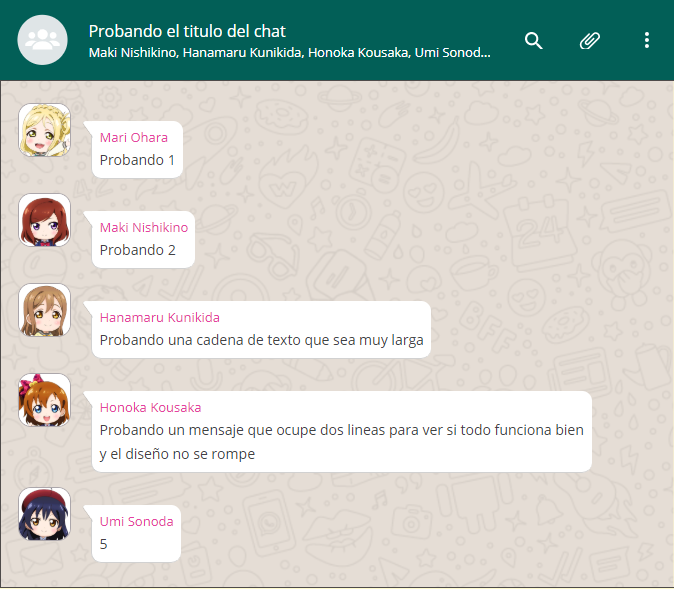 Probando el titulo del chat
Maki Nishikino, Hanamaru Kunikida, Honoka Kousaka, Umi Sonod...
Mari Ohara
Probando 1
Maki Nishikino
Probando 2
Hanamaru Kunikida
Probando una cadena de texto que sea muy larga
Honoka Kousaka
Probando un mensaje que ocupe dos lineas para ver si todo funciona bien
y el diseño no se rompe
Umi Sonoda
5